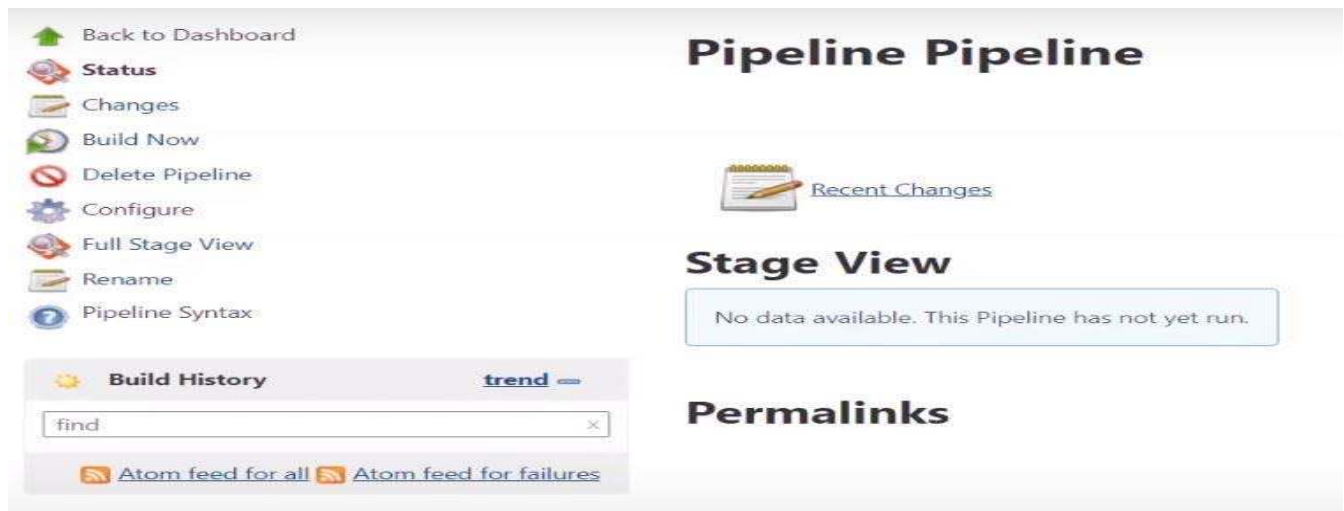 Back to Dashboard
Status
Changes
Build Now
Delete Pipeline
Configure
Full Stage View
Rename
Pipeline Syntax
Build History trend
find
Atom feed for all Atom feed for failures
Pipeline Pipeline
Recent Changes
Stage View
No data available. This Pipeline has not yet run.
Permalinks